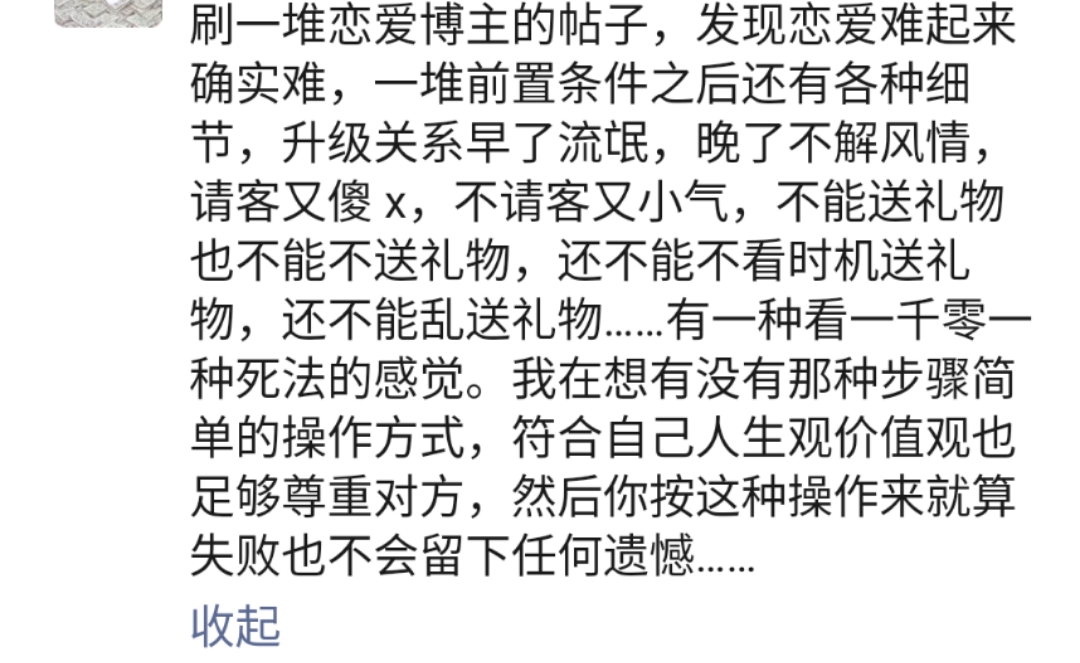 刷一堆恋爱博主的帖子，发现恋爱难起来
确实难，一堆前置条件之后还有各种细
节，升级关系早了流氓，晚了不解风情，
请客又傻 x，不请客又小气，不能送礼物
也不能不送礼物，还不能不看时机送礼
物，还不能乱送礼物……有一种看一千零一
种死法的感觉。我在想有没有那种步骤简
单的操作方式，符合自己人生观价值观也
足够尊重对方，然后你按这种操作来就算
失败也不会留下任何遗憾……
收起